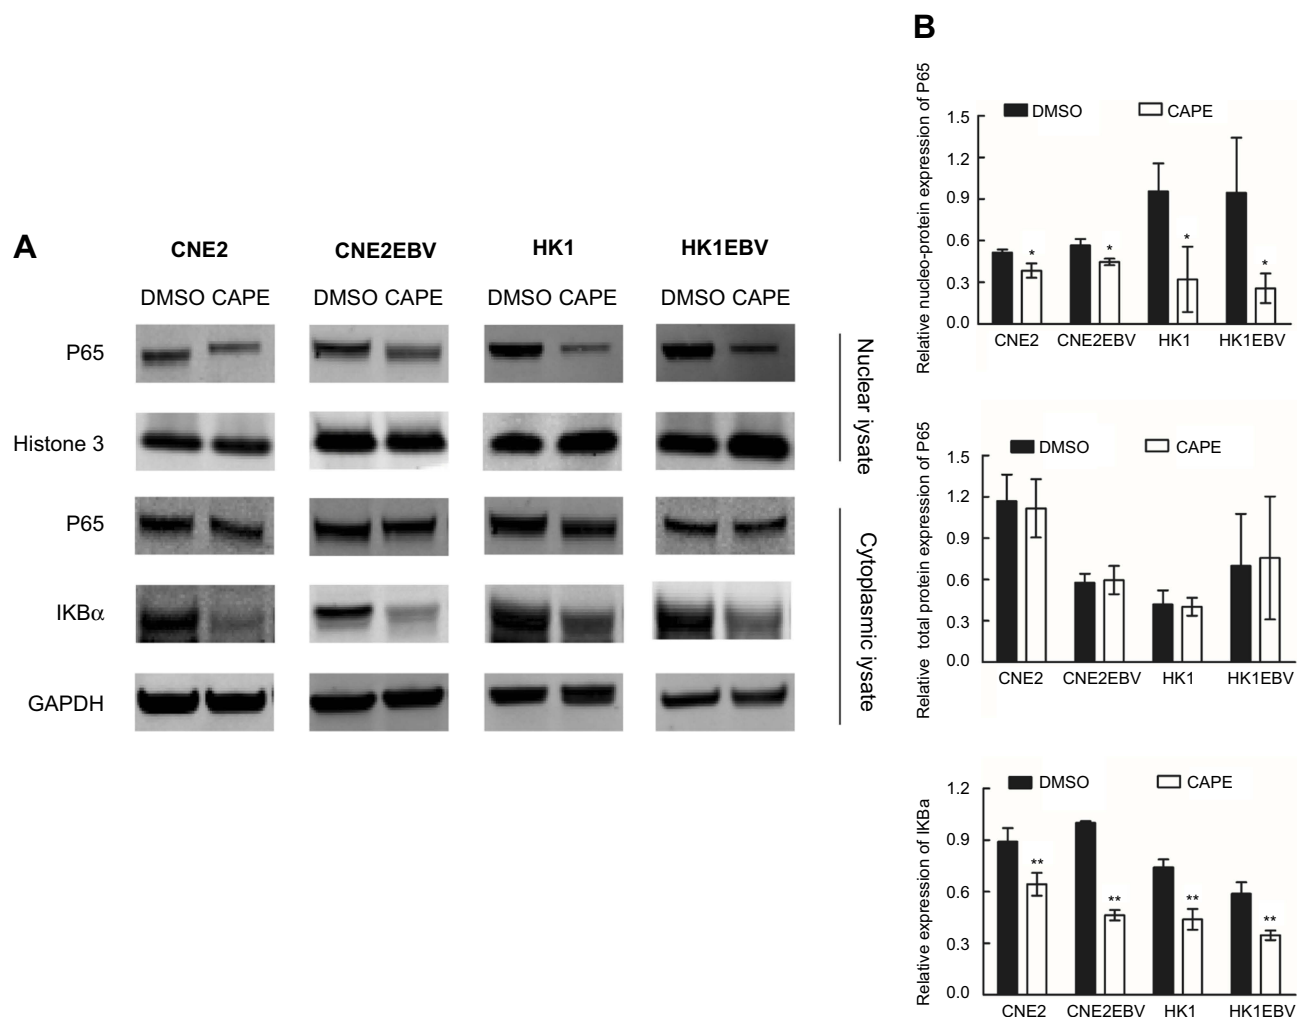 A
CNE2 CNE2EBV HK1 HK1EBV
DMSO CAPE DMSO CAPE DMSO CAPE DMSO CAPE
P65
Histone 3
P65
IKBα
GAPDH
Nuclear lysate
Cytoplasmic lysate
B
Relative nucleo-protein expression of P65
DMSO CAPE
1.5
1.2
0.9
0.6
0.3
0.0
* * * *
CNE2 CNE2EBV HK1 HK1EBV
Relative total protein expression of P65
DMSO CAPE
1.5
1.2
0.9
0.6
0.3
0.0
CNE2 CNE2EBV HK1 HK1EBV
Relative expression of IKBa
DMSO CAPE
1.2
0.9
0.6
0.3
0.0
** ** ** **
CNE2 CNE2EBV HK1 HK1EBV